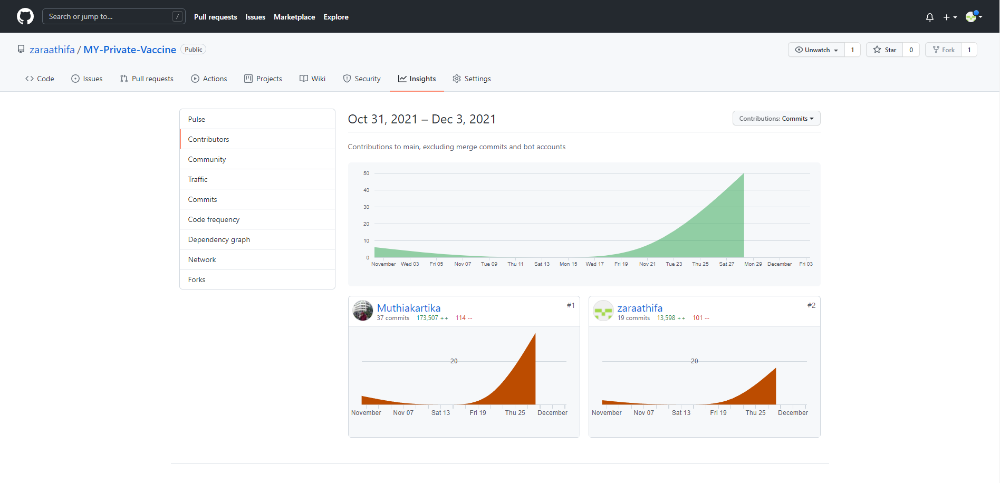 Search or jump to... / Pull requests Issues Marketplace Explore
zaraathifa / MY-Private-Vaccine Public Unwatch 1 Star 0 Fork 1
Code Issues Pull requests Actions Projects Wiki Security Insights Settings
Pulse
Contributors
Community
Traffic
Commits
Code frequency
Dependency graph
Network
Forks
Oct 31, 2021 – Dec 3, 2021 Contributions: Commits
Contributions to main, excluding merge commits and bot accounts
50
40
30
20
10
0
November Wed 03 Fri 05 Nov 07 Tue 09 Thu 11 Sat 13 Mon 15 Wed 17 Fri 19 Nov 21 Tue 23 Thu 25 Sat 27 Mon 29 December Fri 03
Muthiakartika #1
37 commits 173,507 ++ 114 --
20
November Nov 07 Sat 13 Fri 19 Thu 25 December
zaraathifa #2
19 commits 13,598 ++ 101 --
20
November Nov 07 Sat 13 Fri 19 Thu 25 December